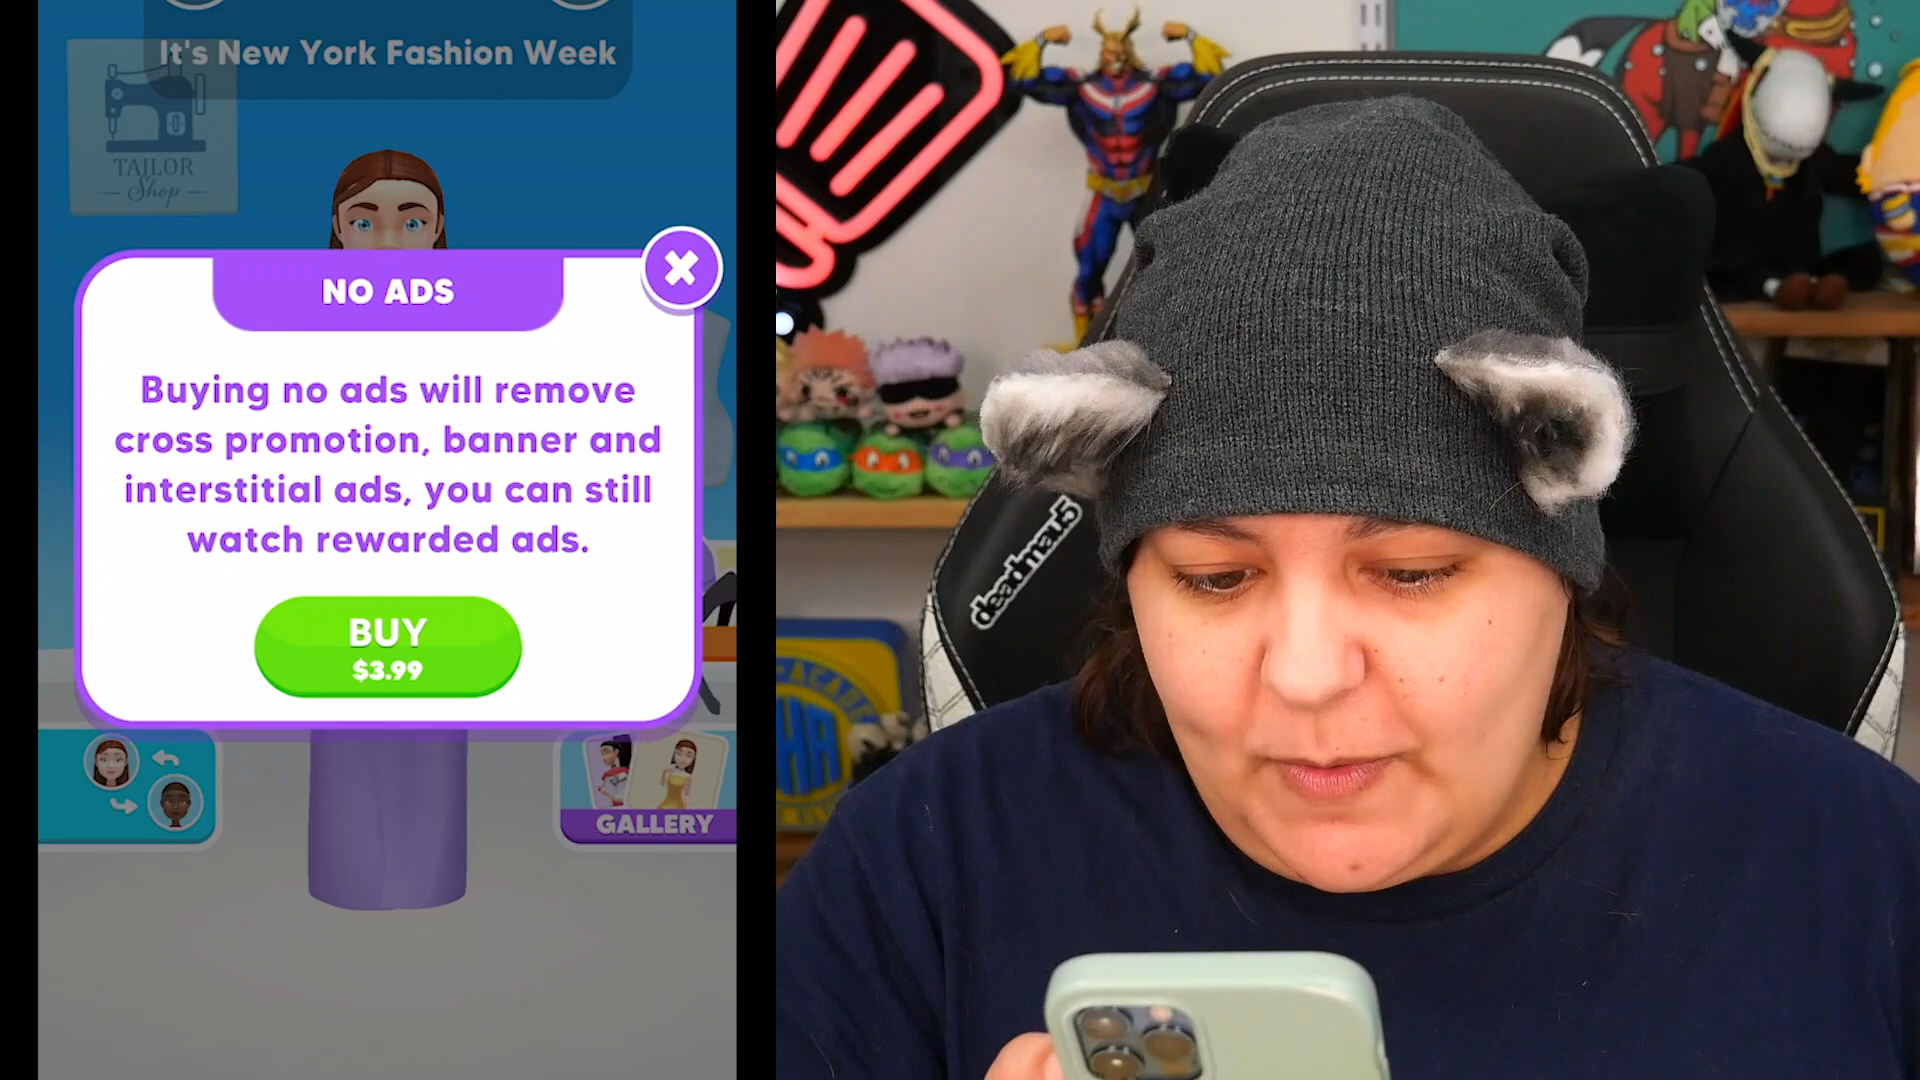 It's New York Fashion Week
TAILOR
Shop
NO ADS
Buying no ads will remove
cross promotion, banner and
interstitial ads, you can still
watch rewarded ads.
BUY
$3.99
GALLERY
deadmau5